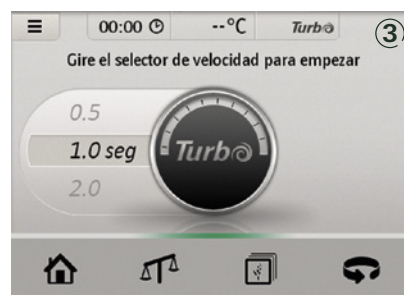 00:00 --°C Turbo ③
Gire el selector de velocidad para empezar
0.5
1.0 seg Turbo
2.0